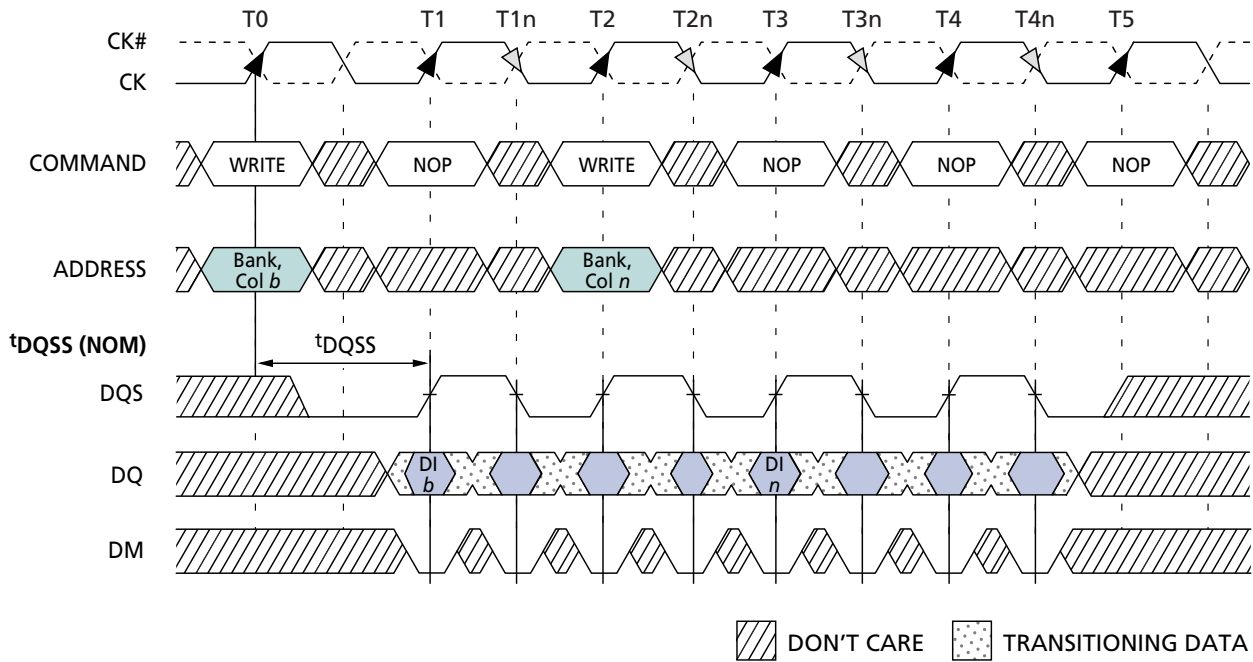 T0 T1 T1n T2 T2n T3 T3n T4 T4n T5
CK#
CK
COMMAND WRITE NOP WRITE NOP NOP NOP
ADDRESS Bank, Col b Bank, Col n
tDQSS (NOM) tDQSS
DQS
DQ DI b DI n
DM
DON'T CARE TRANSITIONING DATA